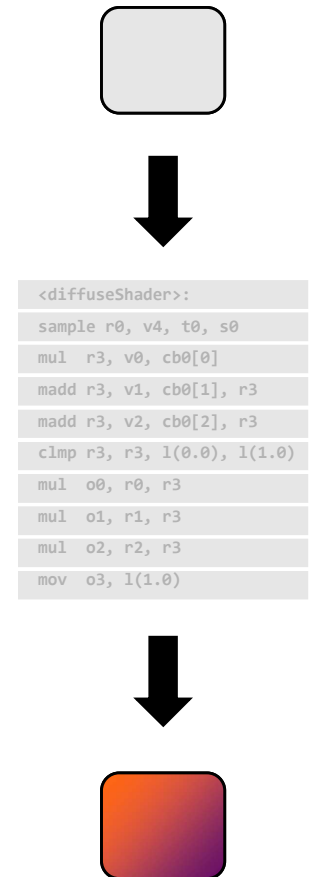 <diffuseShader>:
sample r0, v4, t0, s0
mul  r3, v0, cb0[0]
madd r3, v1, cb0[1], r3
madd r3, v2, cb0[2], r3
clmp r3, r3, l(0.0), l(1.0)
mul  o0, r0, r3
mul  o1, r1, r3
mul  o2, r2, r3
mov  o3, l(1.0)